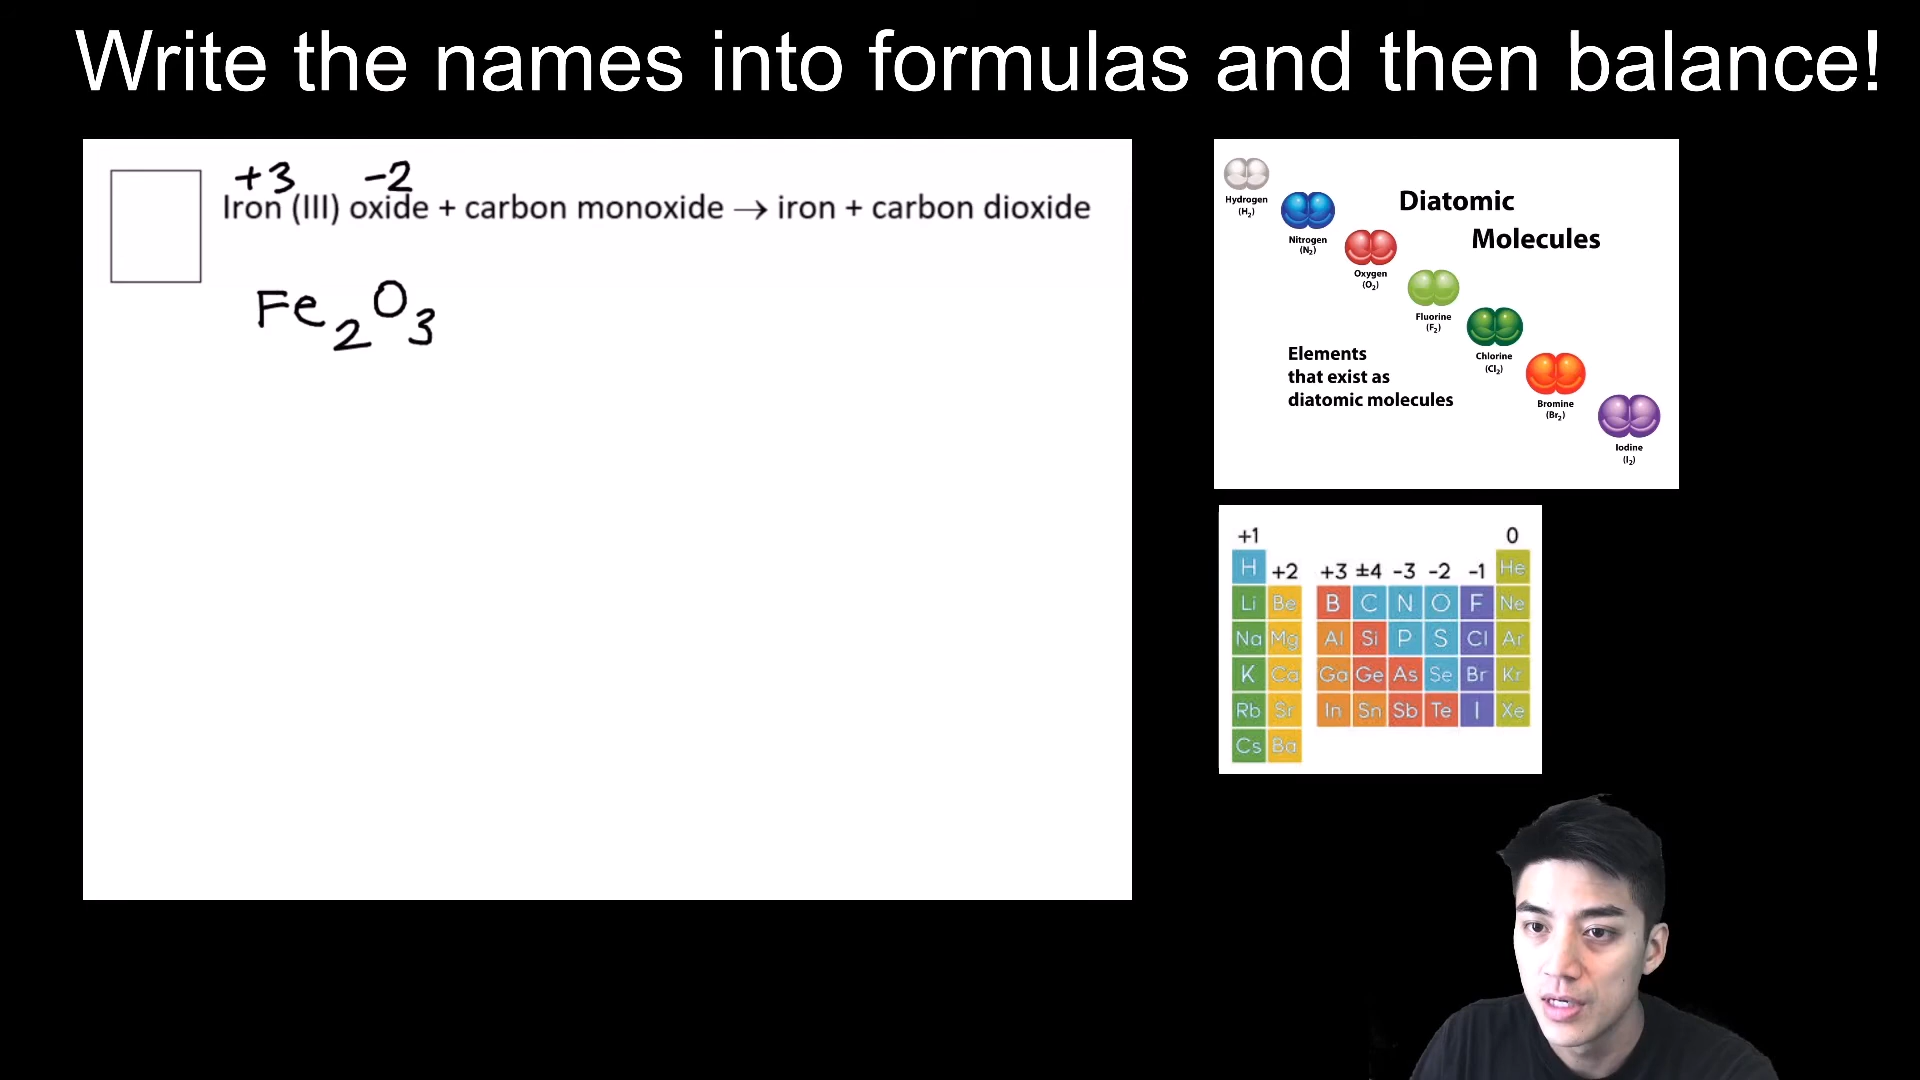 Write the names into formulas and then balance!
+3 -2
Iron (III) oxide + carbon monoxide → iron + carbon dioxide
Fe2O3
Diatomic
Molecules
Hydrogen
(H2)
Nitrogen
(N2)
Oxygen
(O2)
Fluorine
(F2)
Chlorine
(Cl2)
Bromine
(Br2)
Iodine
(I2)
Elements
that exist as
diatomic molecules
+1 0
H +2 +3 ±4 -3 -2 -1 He
Li Be B C N O F Ne
Na Mg Al Si P S Cl Ar
K Ca Ga Ge As Se Br Kr
Rb Sr In Sn Sb Te I Xe
Cs Ba